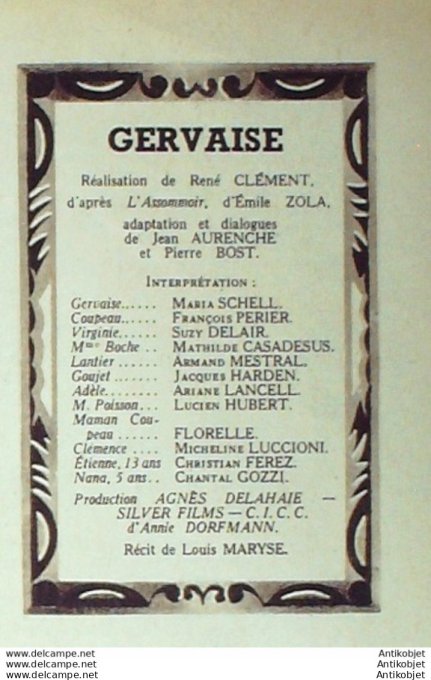 GERVAISE
Réalisation de René CLÉMENT,
d'après L'Assommoir, d'Émile ZOLA,
adaptation et dialogues
de Jean AURENCHE
et Pierre BOST.
INTERPRÉTATION :
Gervaise...... MARIA SCHELL.
Coupeau...... FRANÇOIS PERIER.
Virginie...... SUZY DELAIR.
Mme Boche .. MATHILDE CASADESUS.
Lantier ...... ARMAND MESTRAL.
Goujet ....... JACQUES HARDEN.
Adèle........ ARIANE LANCELL.
M. Poisson... LUCIEN HUBERT.
Maman Cou-
peau ...... FLORELLE.
Clémence .... MICHELINE LUCCIONI.
Étienne, 13 ans CHRISTIAN FEREZ.
Nana, 5 ans.. CHANTAL GOZZI.
Production AGNÈS DELAHAIE —
SILVER FILMS — C.I.C.C.
d'Annie DORFMANN.
Récit de Louis MARYSE.
www.delcampe.net Antikobjet
www.delcampe.net Antikobjet
www.delcampe.net Antikobjet